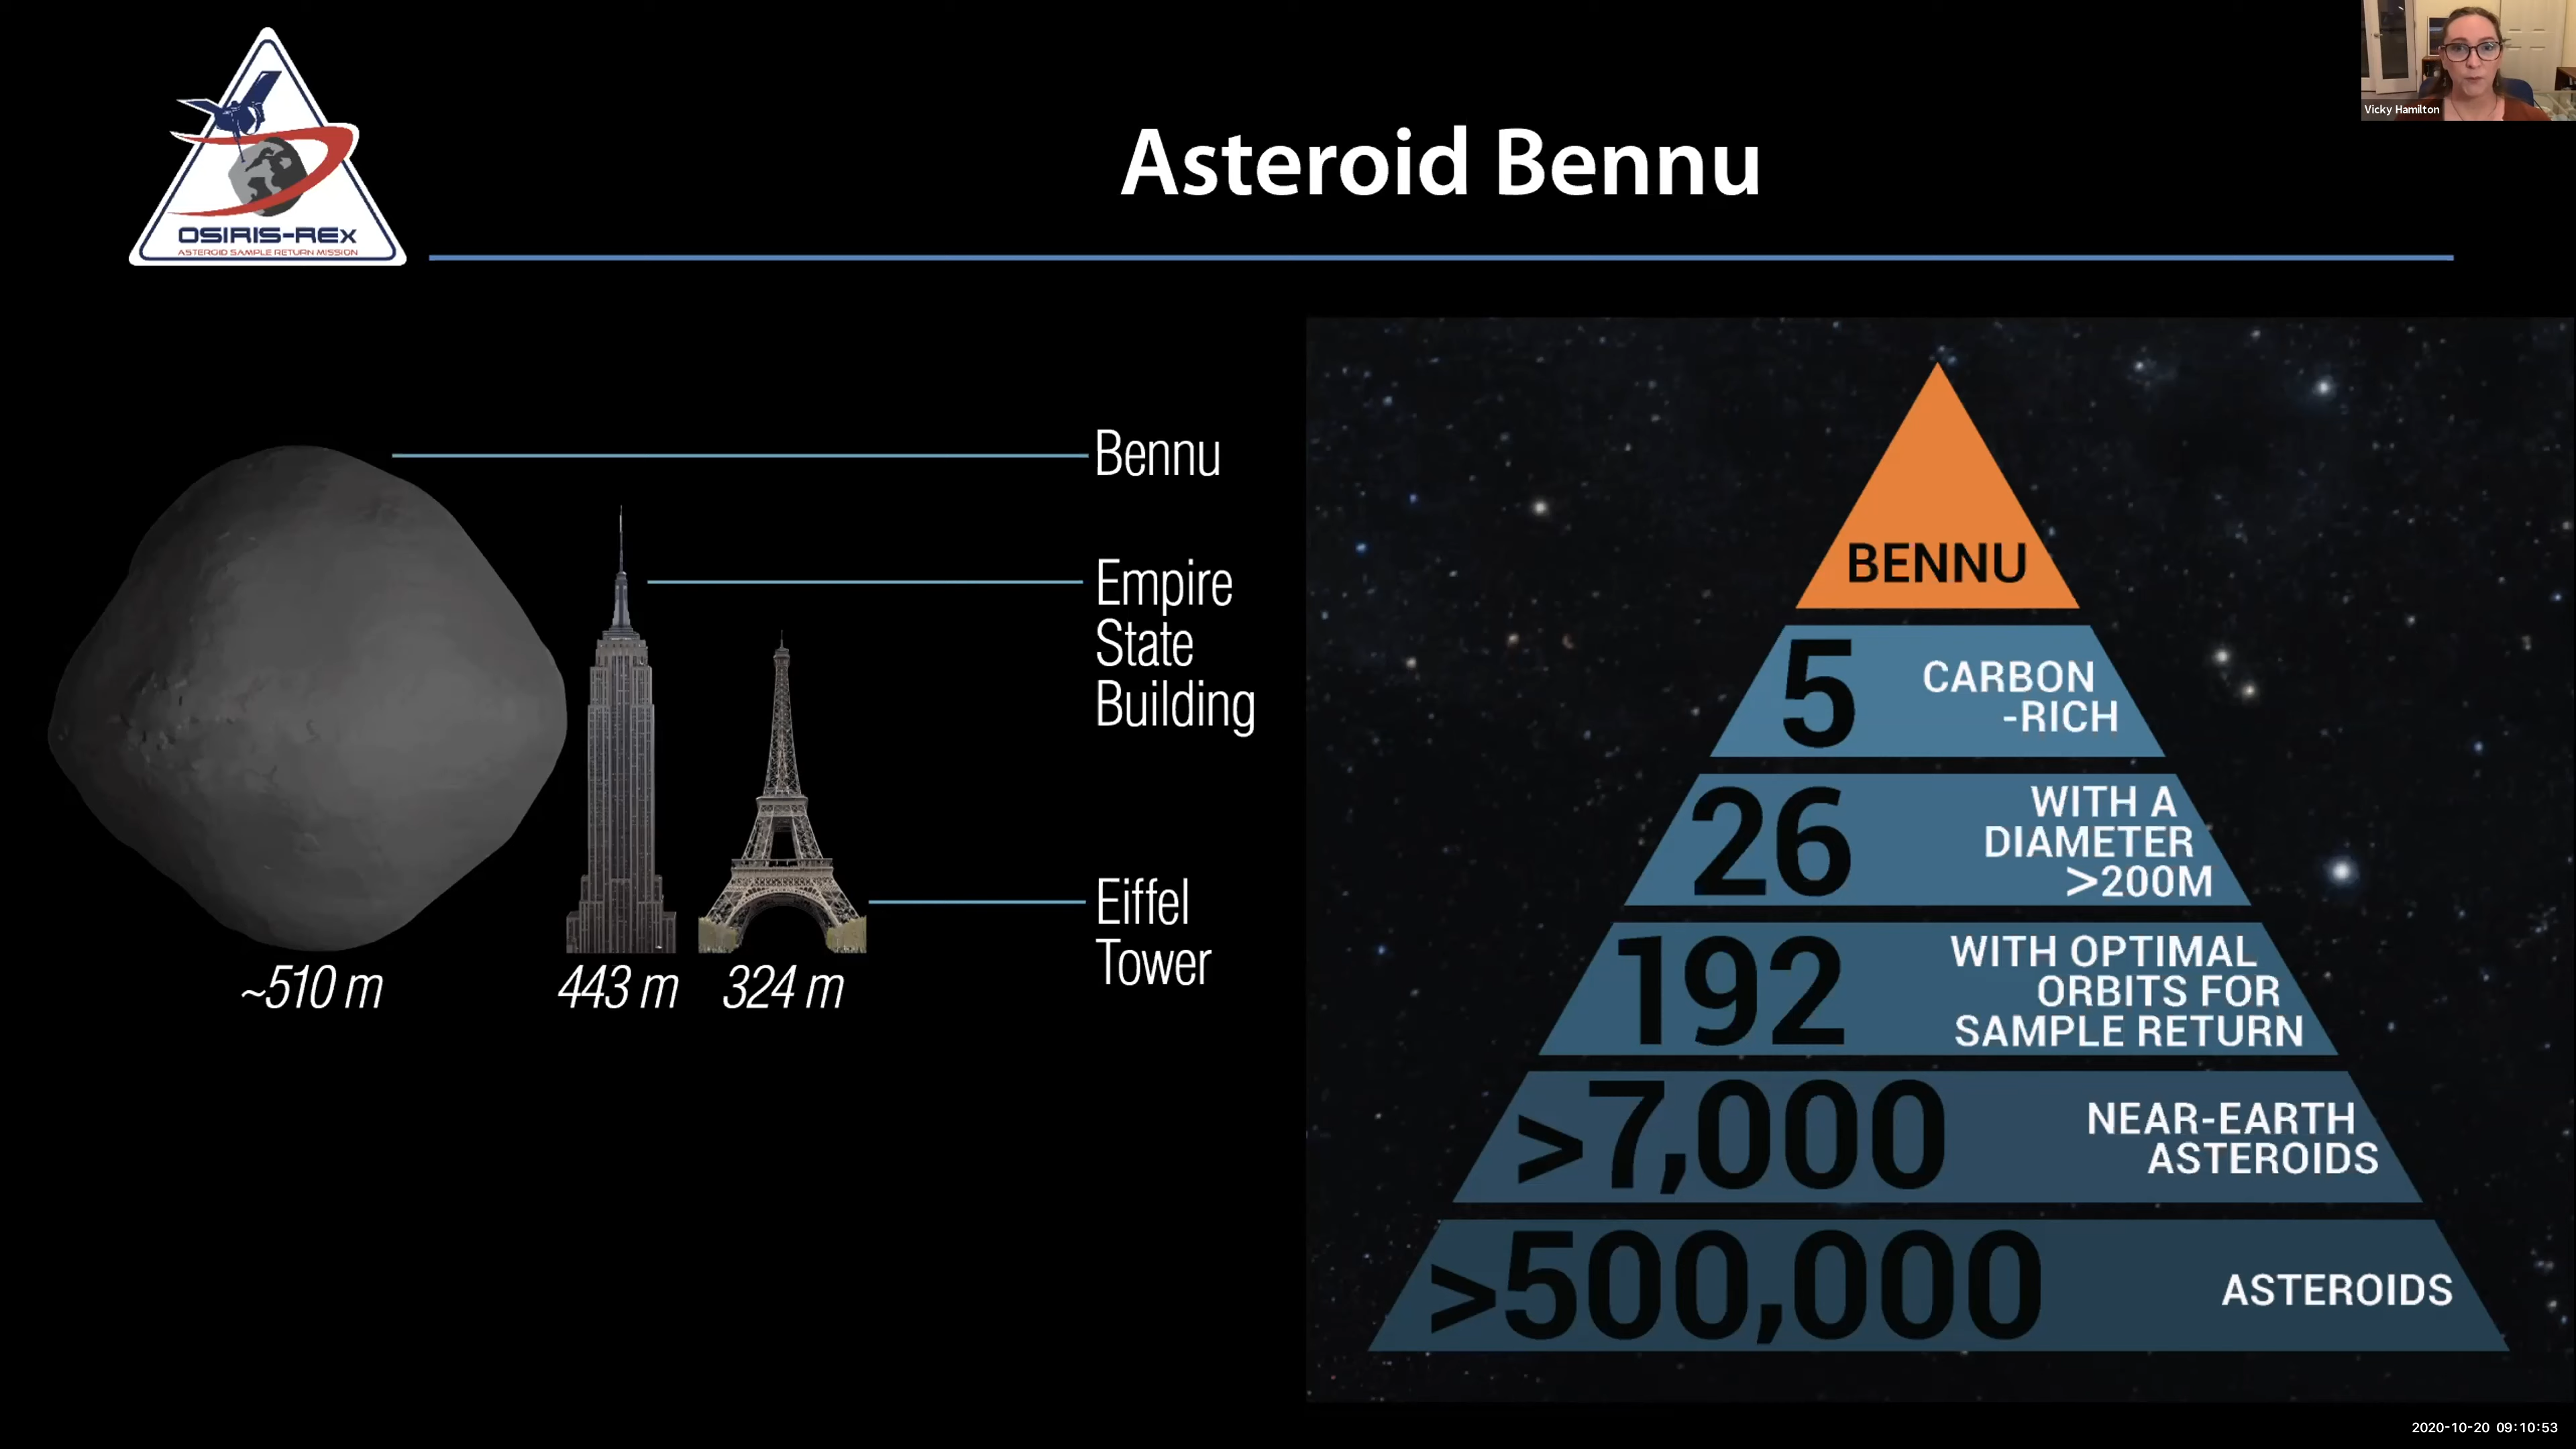 Vicky Hamilton
Asteroid Bennu
OSIRIS-REx
ASTEROID SAMPLE RETURN MISSION
Bennu
Empire
State
Building
Eiffel
Tower
~510 m
443 m
324 m
BENNU
5
CARBON
-RICH
26
WITH A
DIAMETER
>200M
192
WITH OPTIMAL
ORBITS FOR
SAMPLE RETURN
>7,000
NEAR-EARTH
ASTEROIDS
>500,000
ASTEROIDS
2020-10-20 09:10:53